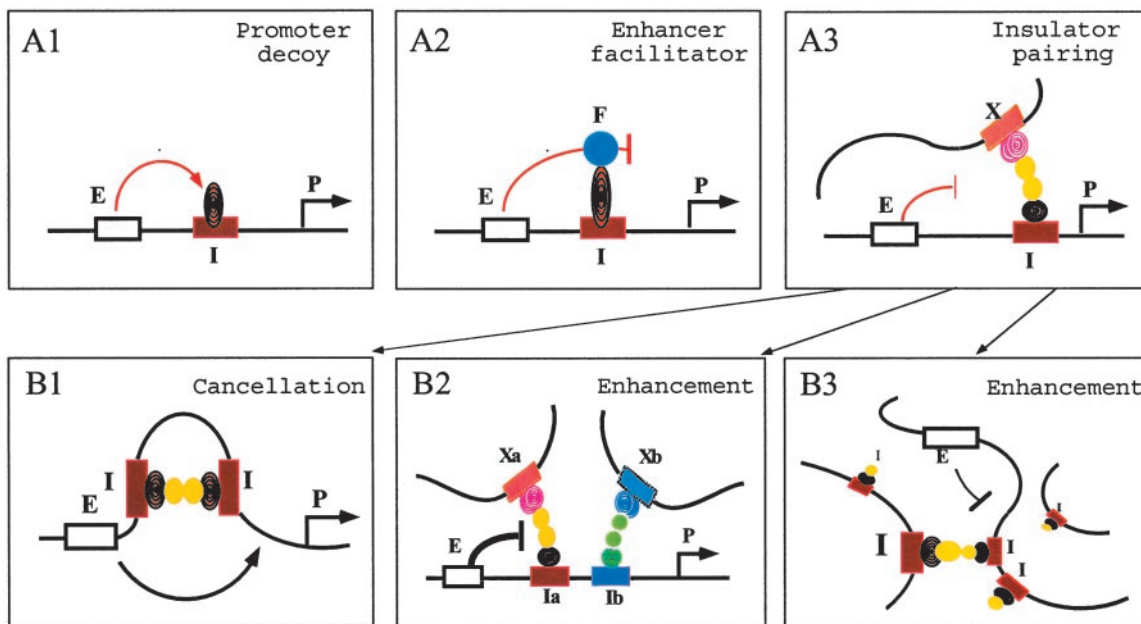 A1
Promoter
decoy
E
P
I
A2
Enhancer
facilitator
F
E
P
I
A3
Insulator
pairing
X
E
P
I
B1
Cancellation
I
I
E
P
B2
Enhancement
Xa
Xb
E
P
Ia
Ib
B3
Enhancement
E
I
I
I
I
I